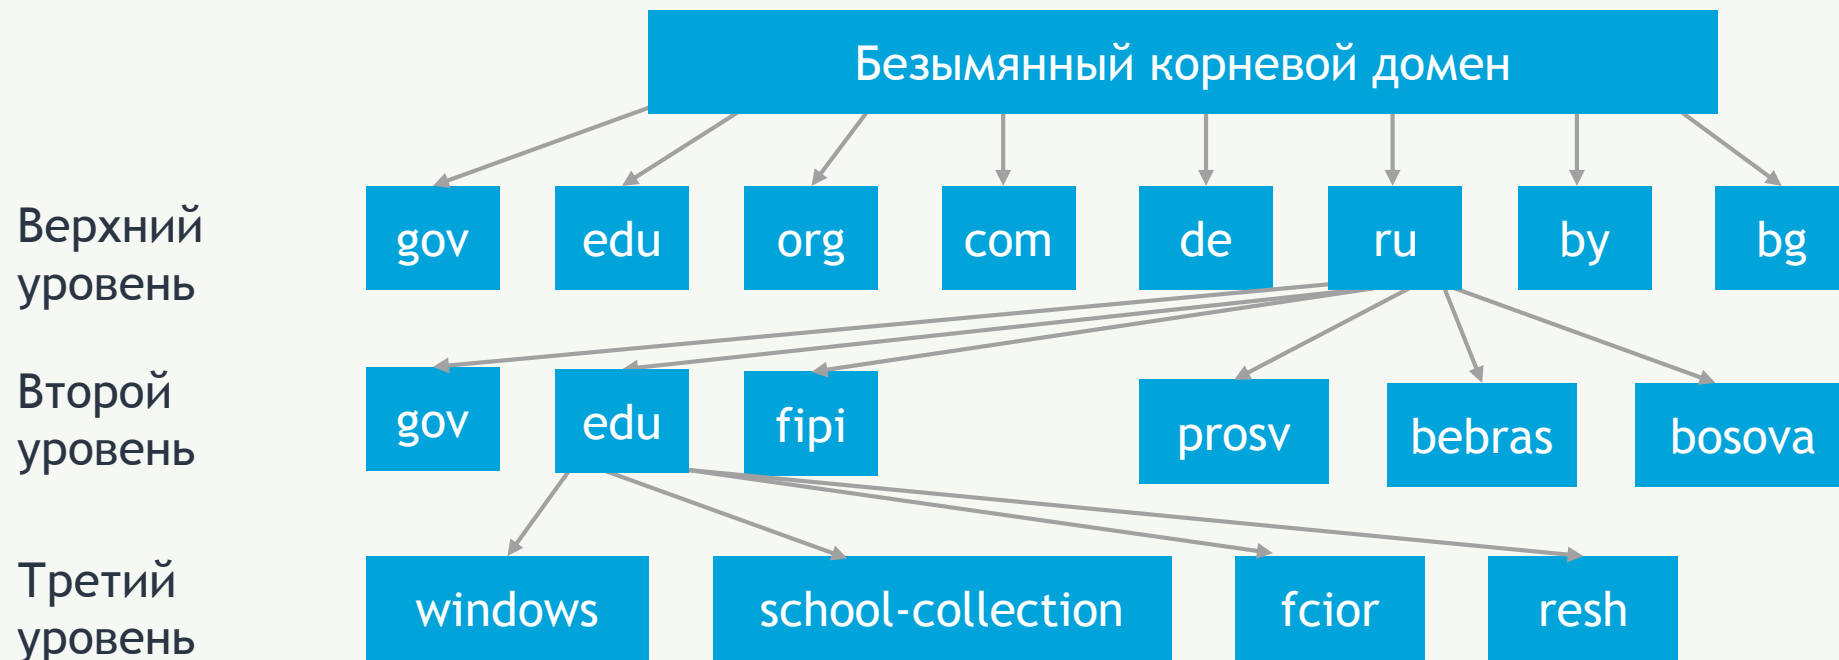 Безымянный корневой домен
Верхний
уровень
gov
edu
org
com
de
ru
by
bg
Второй
уровень
gov
edu
fipi
prosv
bebras
bosova
Третий
уровень
windows
school-collection
fcior
resh